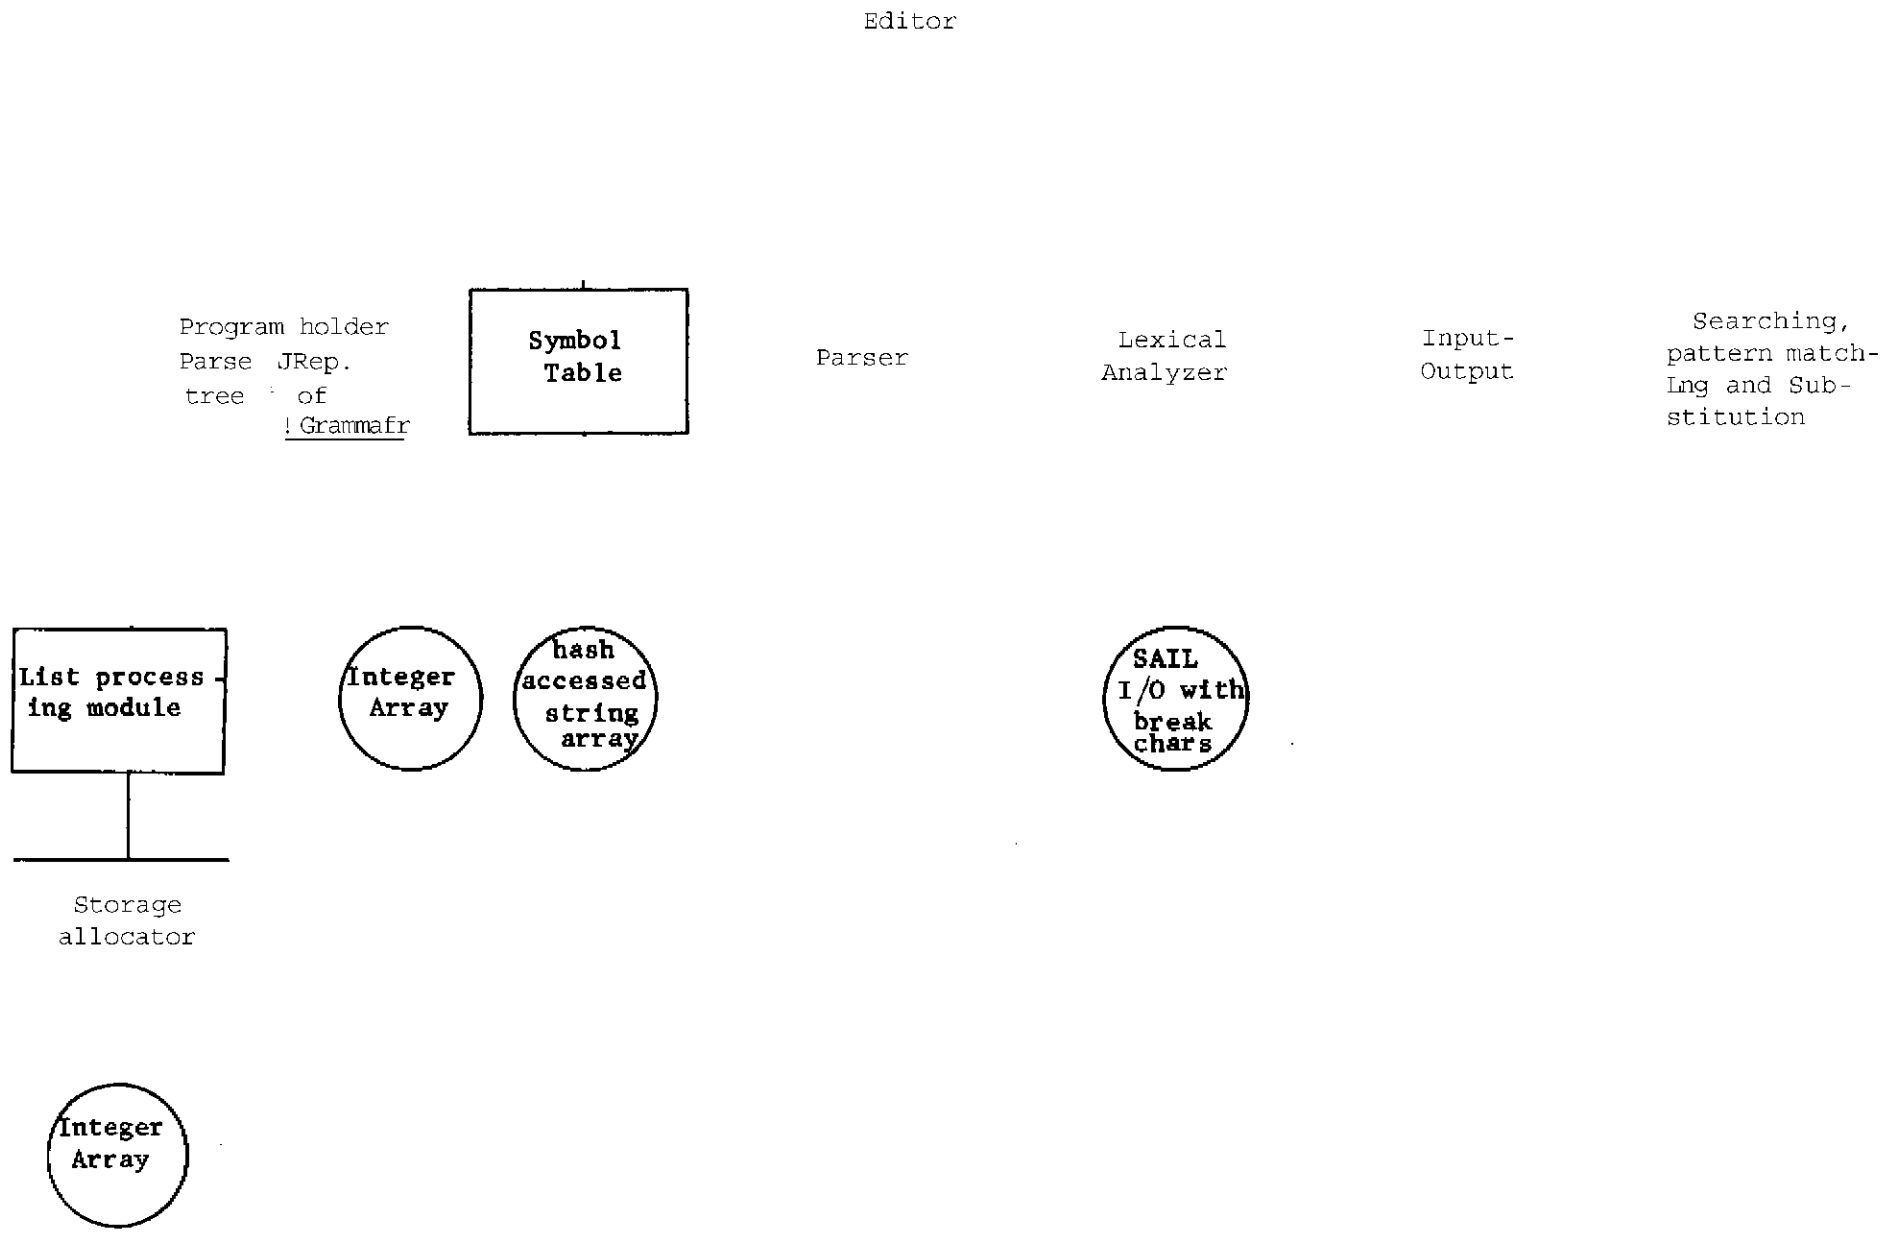 Editor
Program holder
Parse JRep.
tree of
! Grammafr
Symbol
Table
Parser
Lexical
Analyzer
Input-
Output
Searching,
pattern match-
Lng and Sub-
stitution
List process-
ing module
Integer
Array
hash
accessed
string
array
SAIL
I/O with
break
chars
Storage
allocator
Integer
Array